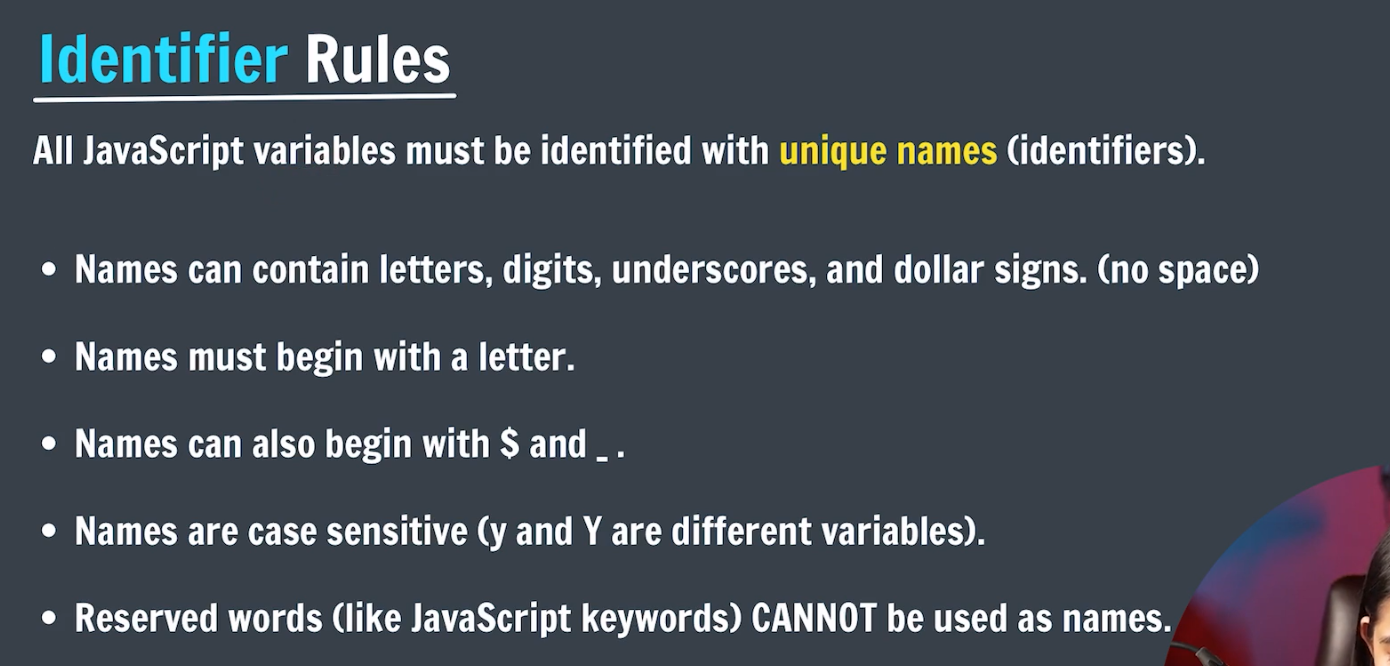 Identifier Rules
All JavaScript variables must be identified with unique names (identifiers).
• Names can contain letters, digits, underscores, and dollar signs. (no space)
• Names must begin with a letter.
• Names can also begin with $ and _ .
• Names are case sensitive (y and Y are different variables).
• Reserved words (like JavaScript keywords) CANNOT be used as names.